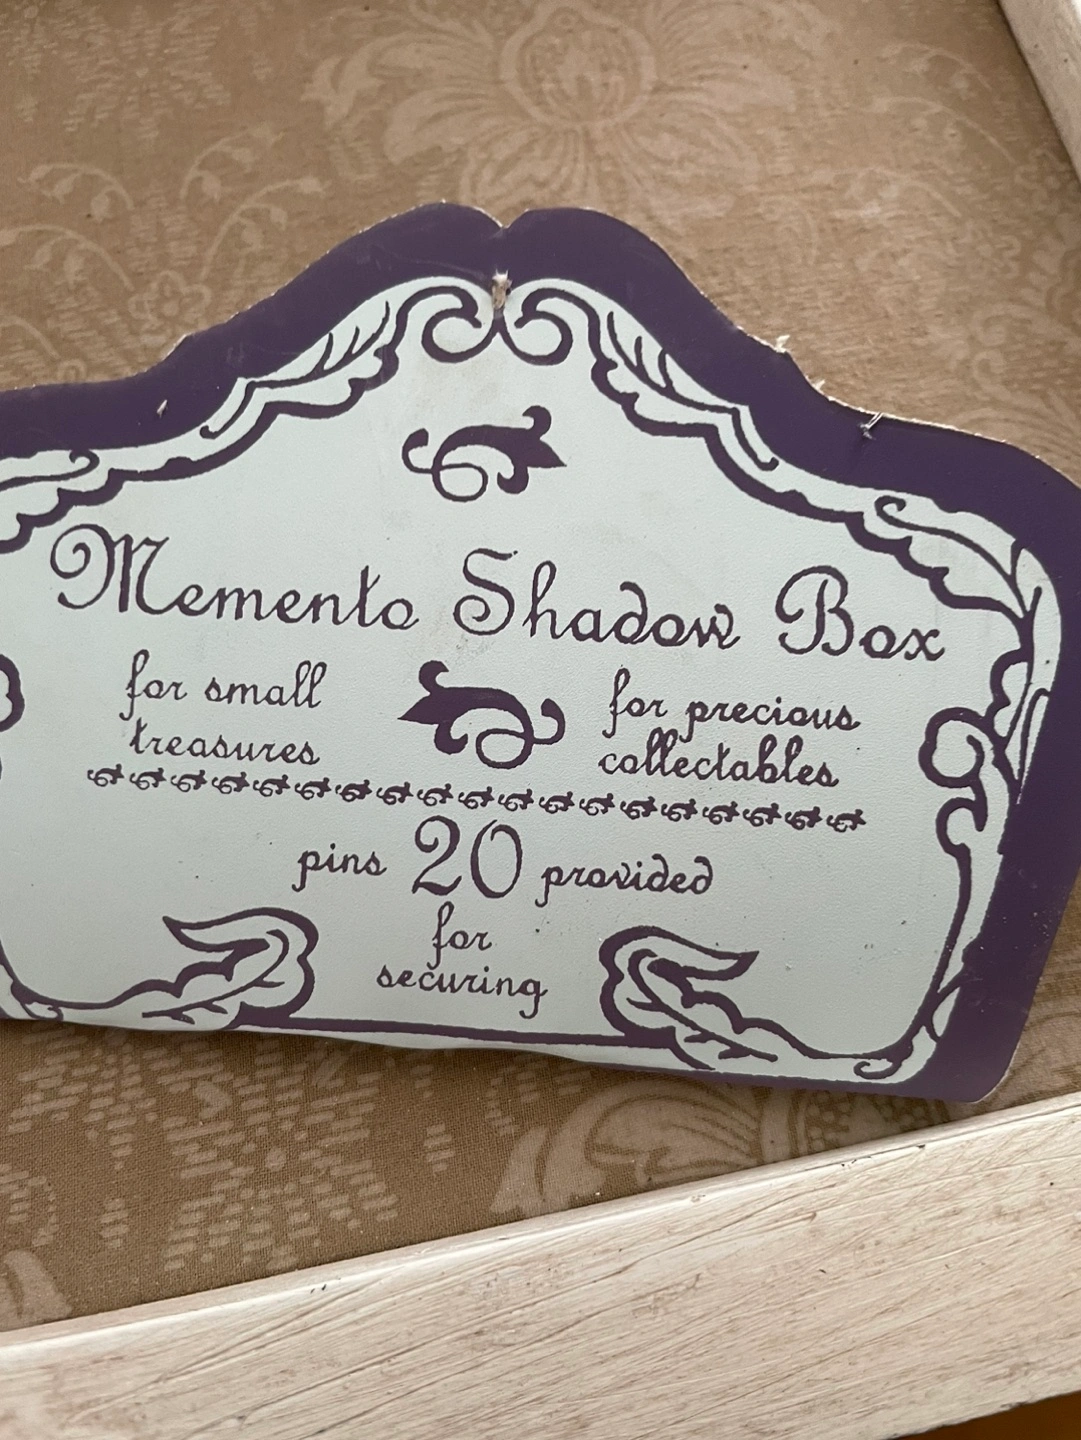 Memento Shadow Box
for small treasures
for precious collectables
pins 20 provided
for
securing